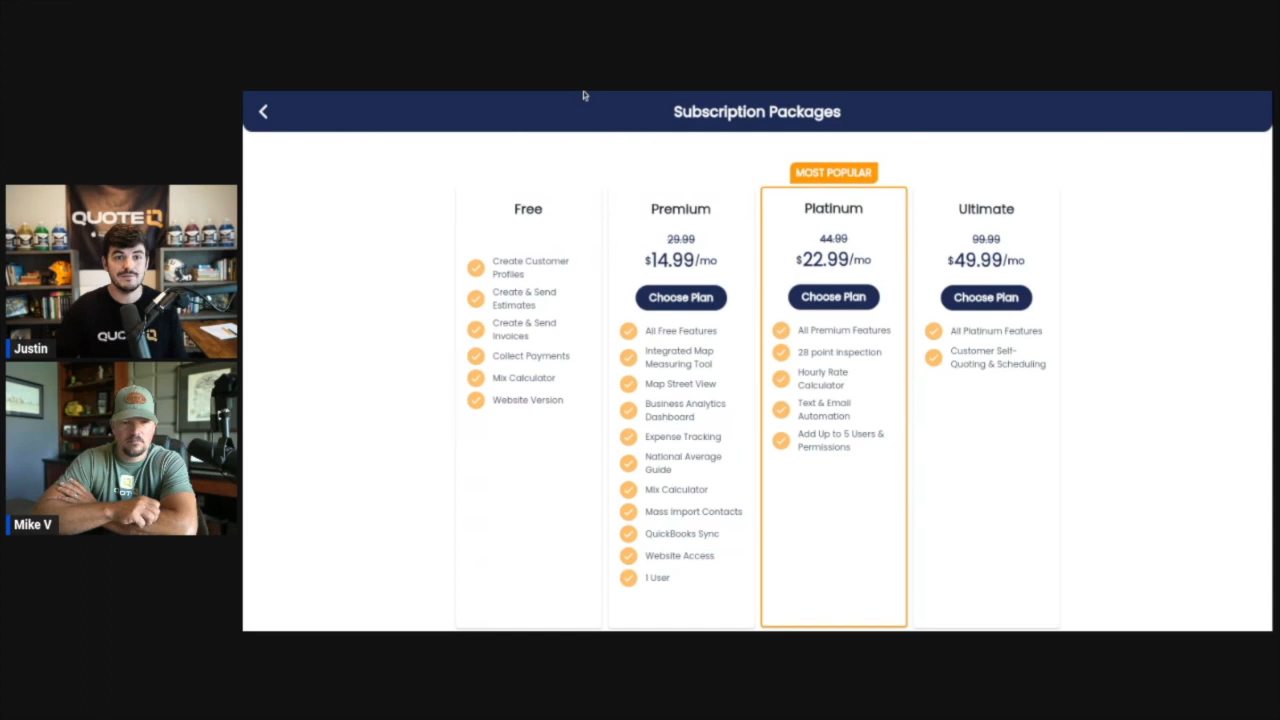 Subscription Packages
MOST POPULAR
Free
Create Customer
Profiles
Create & Send
Estimates
Create & Send
Invoices
Collect Payments
Mix Calculator
Website Version
Premium
29.99
$14.99/mo
Choose Plan
All Free Features
Integrated Map
Measuring Tool
Map Street View
Business Analytics
Dashboard
Expense Tracking
National Average
Guide
Mix Calculator
Mass Import Contacts
QuickBooks Sync
Website Access
1 User
Platinum
44.99
$22.99/mo
Choose Plan
All Premium Features
28 point inspection
Hourly Rate
Calculator
Text & Email
Automation
Add Up to 5 Users &
Permissions
Ultimate
99.99
$49.99/mo
Choose Plan
All Platinum Features
Customer Self-
Quoting & Scheduling
QUOTEIQ
QUO
Justin
Mike V